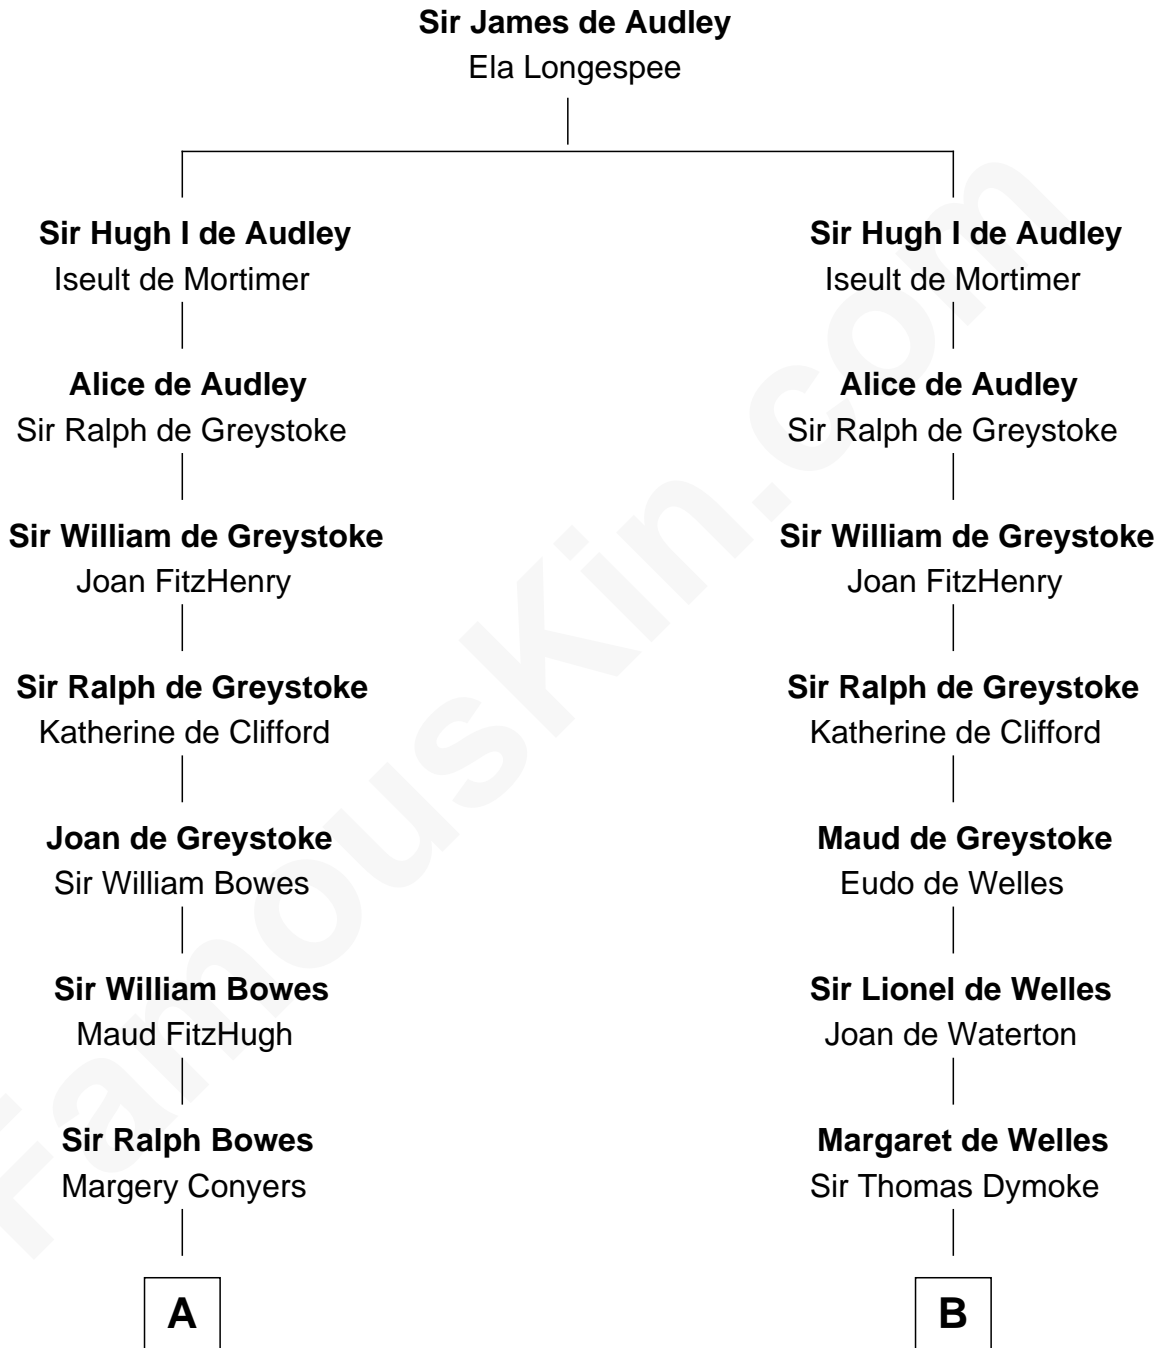 Sir James de Audley
Ela Longespee
Sir Hugh I de Audley
Iseult de Mortimer
Sir Hugh I de Audley
Iseult de Mortimer
Alice de Audley
Sir Ralph de Greystoke
Alice de Audley
Sir Ralph de Greystoke
Sir William de Greystoke
Joan FitzHenry
Sir William de Greystoke
Joan FitzHenry
Sir Ralph de Greystoke
Katherine de Clifford
Sir Ralph de Greystoke
Katherine de Clifford
Joan de Greystoke
Sir William Bowes
Maud de Greystoke
Eudo de Welles
Sir William Bowes
Maud FitzHugh
Sir Lionel de Welles
Joan de Waterton
Sir Ralph Bowes
Margery Conyers
Margaret de Welles
Sir Thomas Dymoke
A
B
FamousKin.com